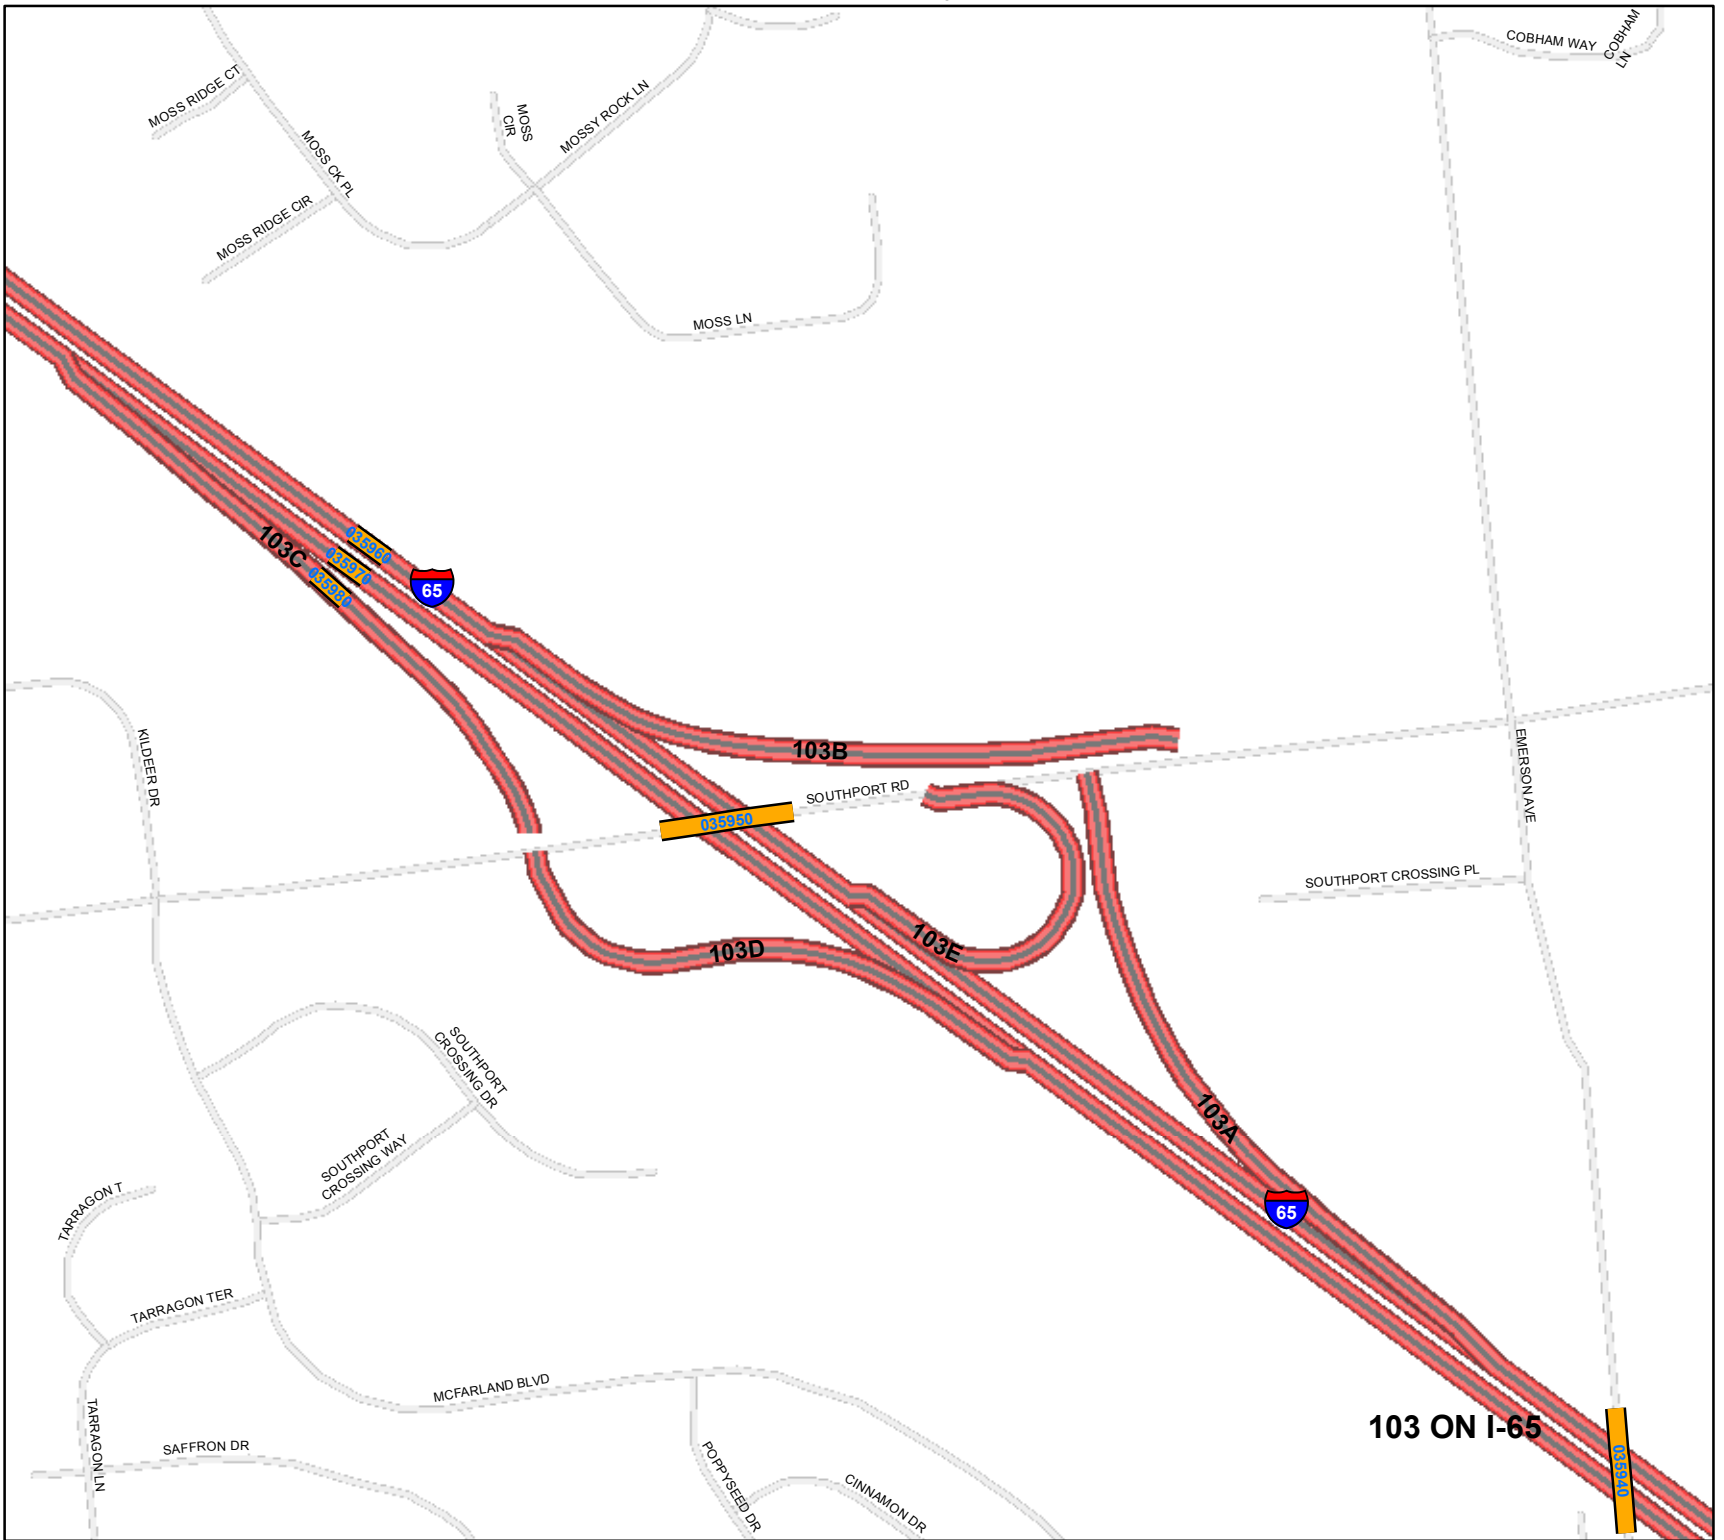 COBHAM WAY
COBHAM
LN
MOSS RIDGE CT
MOSS CK PL
MOSS
CIR
MOSSY ROCK LN
MOSS RIDGE CIR
MOSS LN
103C
035960
035970
035980
65
KILDEER DR
103B
SOUTHPORT RD
035950
EMERSON AVE
SOUTHPORT CROSSING PL
103E
103D
SOUTHPORT
CROSSING DR
103A
SOUTHPORT
CROSSING WAY
TARRAGON T
65
TARRAGON TER
MCFARLAND BLVD
103 ON I-65
TARRAGON LN
SAFFRON DR
POPPYSEED DR
CINNAMON DR
035940